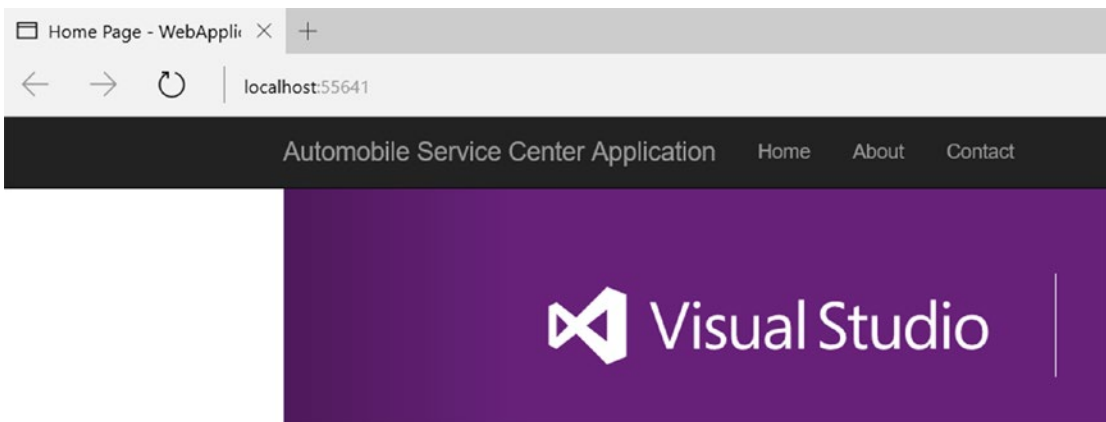 Home Page - WebApplic
localhost:55641
Automobile Service Center Application Home About Contact
Visual Studio